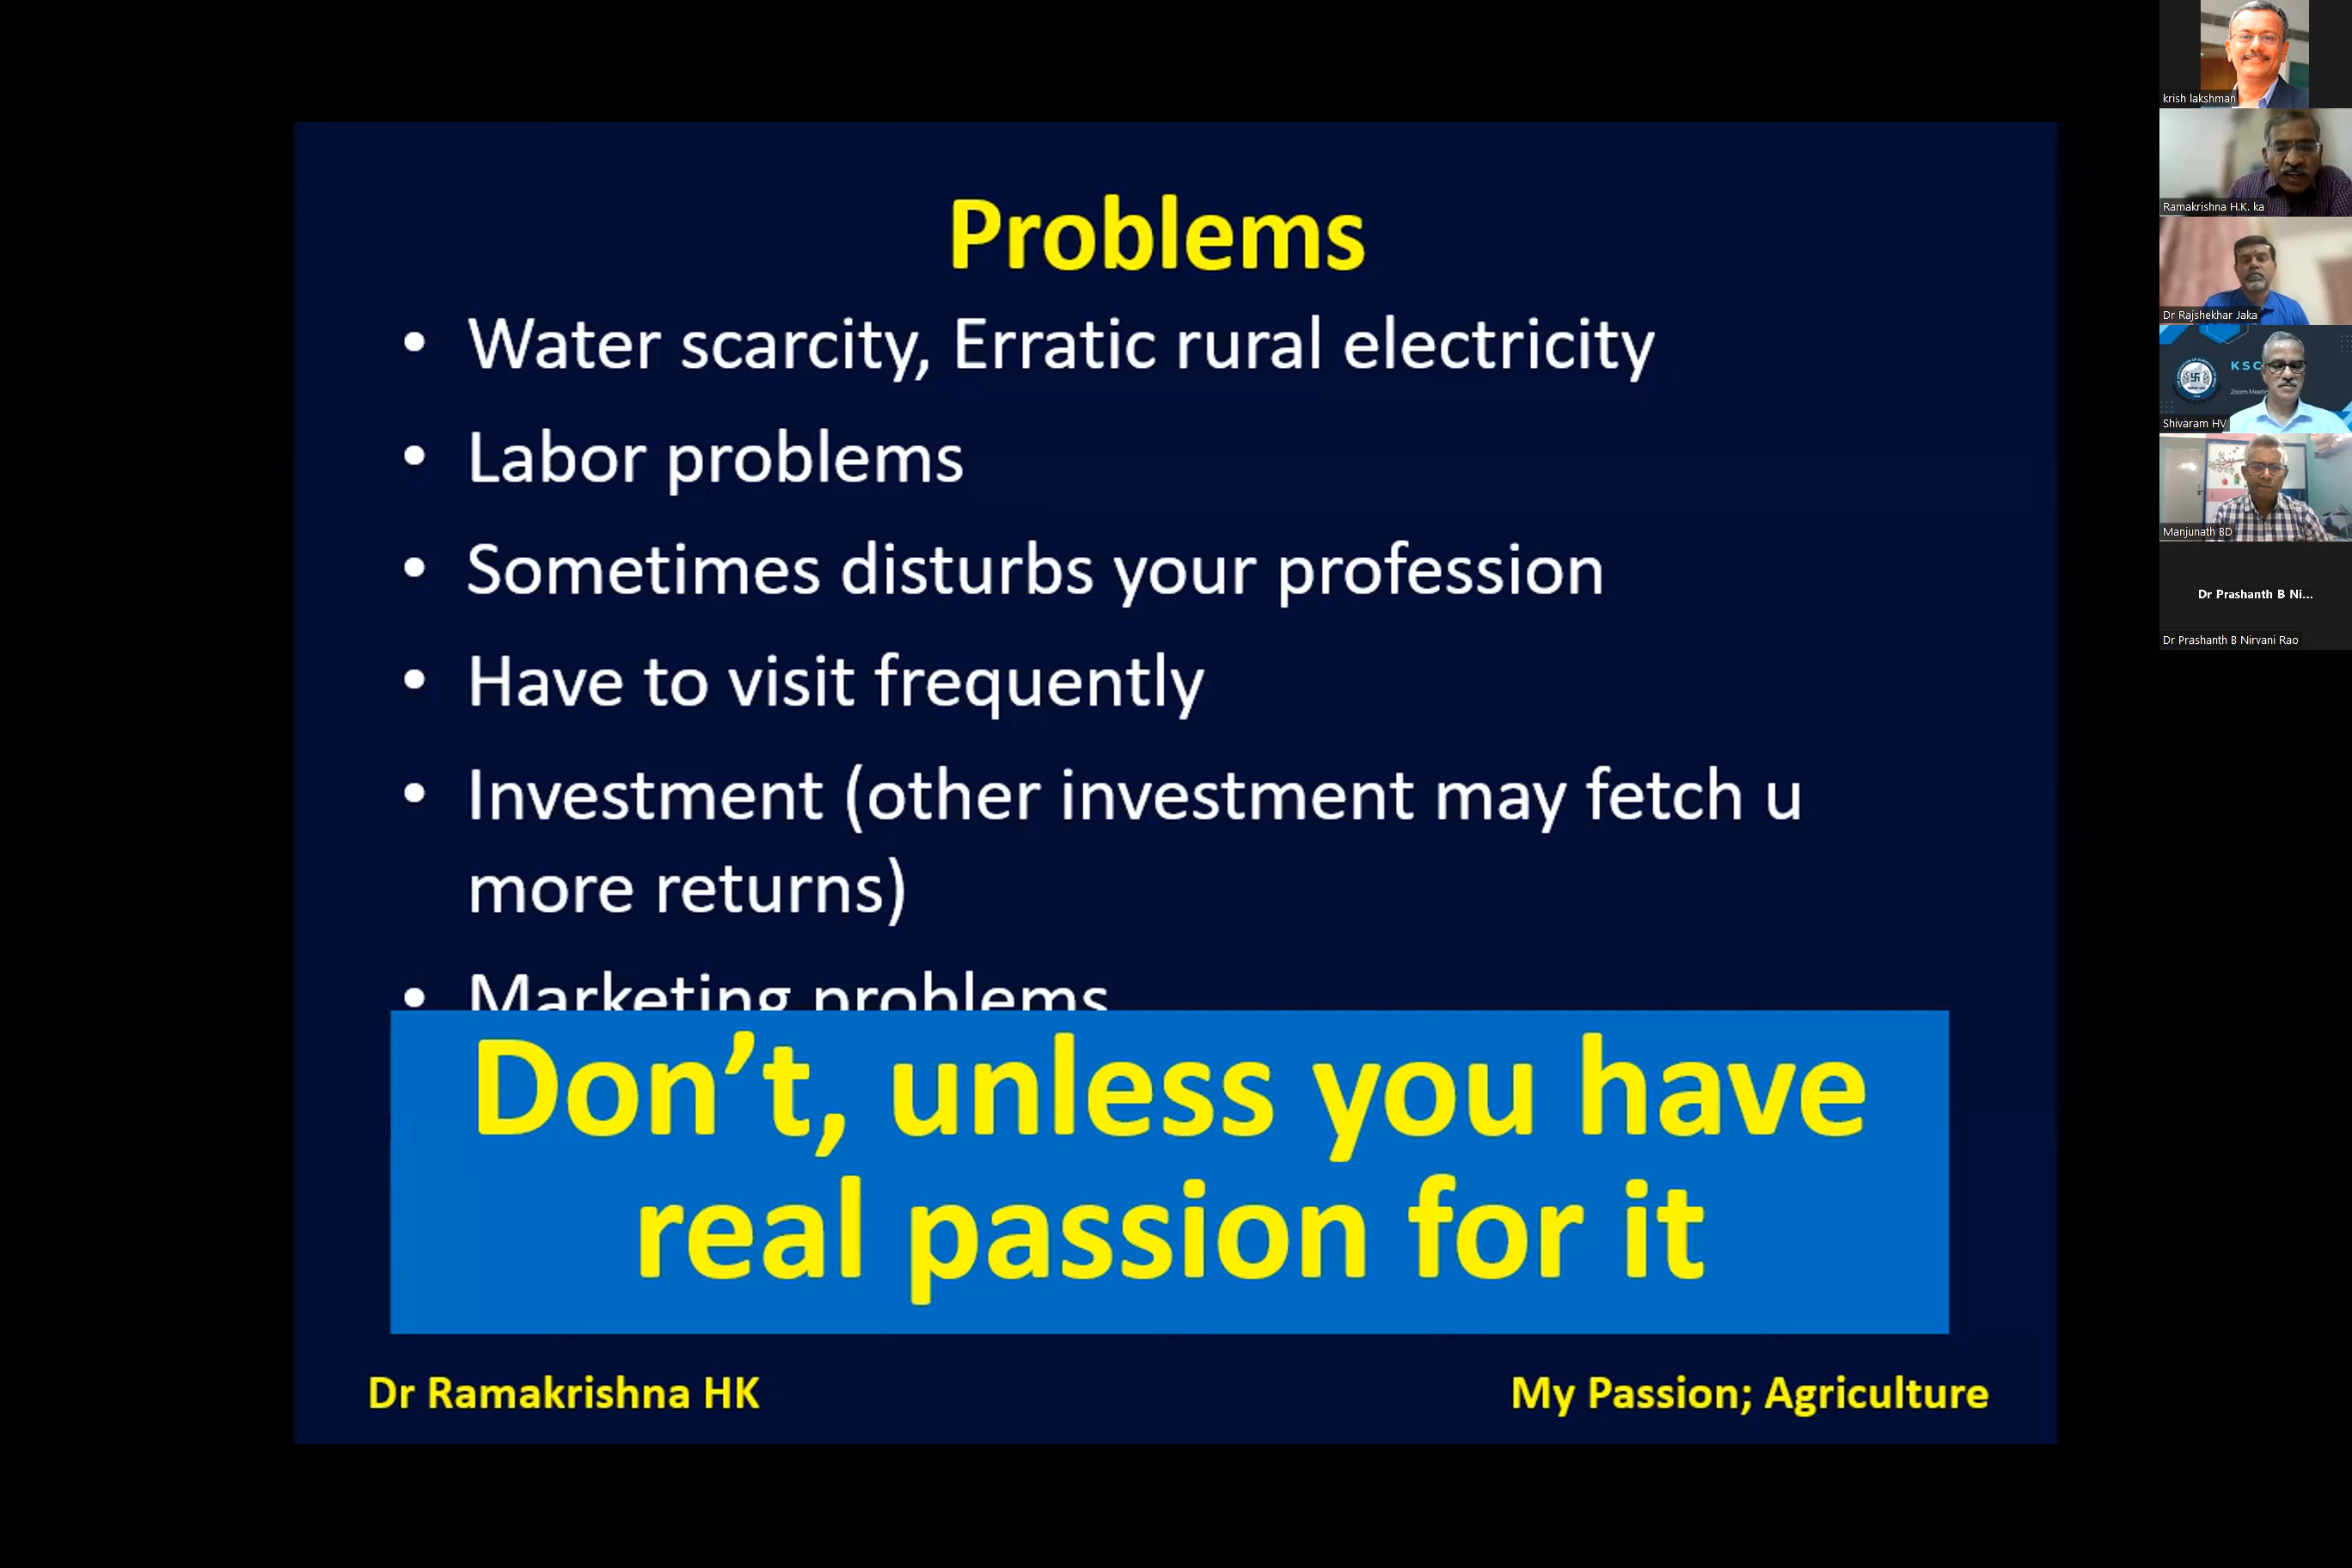 Problems
• Water scarcity, Erratic rural electricity
• Labor problems
• Sometimes disturbs your profession
• Have to visit frequently
• Investment (other investment may fetch u
more returns)
• Marketing problems
Don't, unless you have
real passion for it
Dr Ramakrishna HK
My Passion; Agriculture
krish lakshman
Ramakrishna H.K. ka
Dr Rajshekhar Jaka
KSC
Zoom Meetin
Shivaram HV
Manjunath BD
Dr Prashanth B Ni...
Dr Prashanth B Nirvani Rao